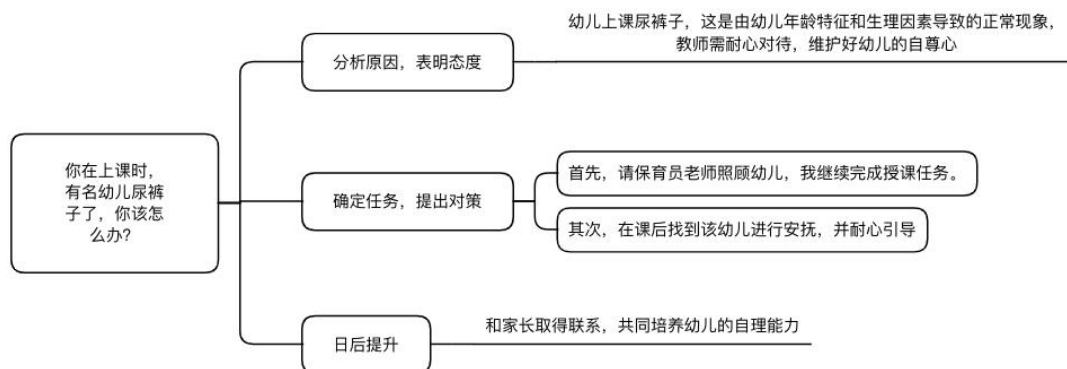 幼儿上课尿裤子，这是由幼儿年龄特征和生理因素导致的正常现象，
教师需耐心对待，维护好幼儿的自尊心
分析原因，表明态度
你在上课时，
有名幼儿尿裤
子了，你该怎
么办？
确定任务，提出对策
首先，请保育员老师照顾幼儿，我继续完成授课任务。
其次，在课后找到该幼儿进行安抚，并耐心引导
日后提升
和家长取得联系，共同培养幼儿的自理能力